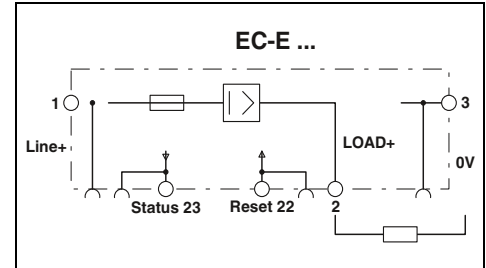 EC-E ...
1
3
Line+
LOAD+
0V
Status 23
Reset 22
2